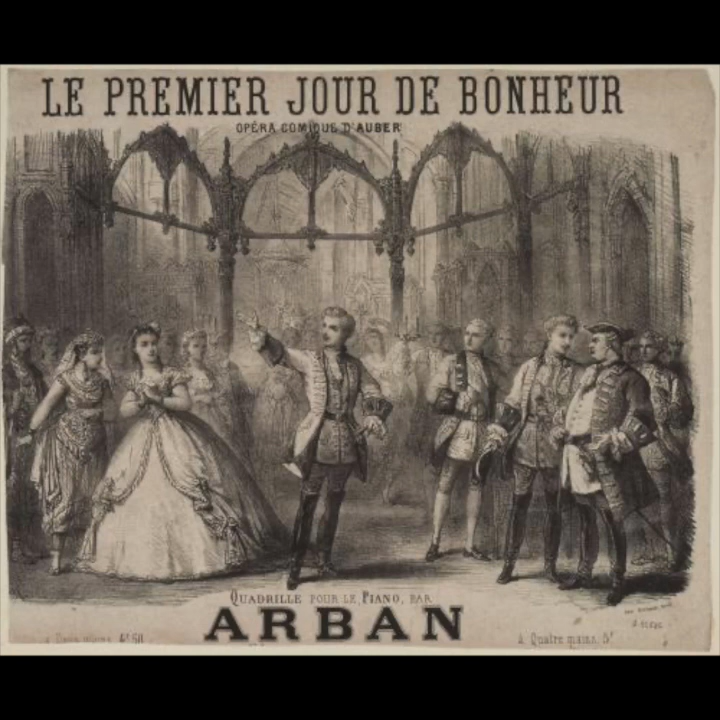 LE PREMIER JOUR DE BONHEUR
OPÉRA COMIQUE D'AUBER
QUADRILLE POUR LE PIANO, PAR
ARBAN
A Quatre mains. 5f